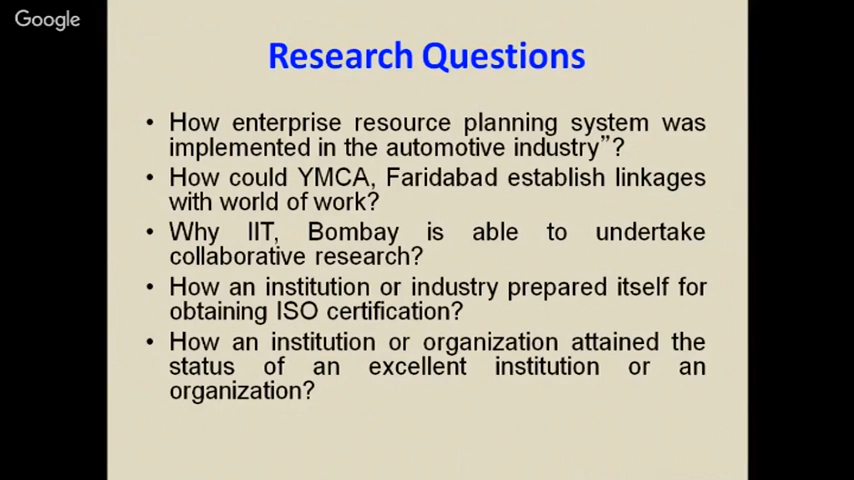 Google
Research Questions
• How enterprise resource planning system was
implemented in the automotive industry”?
• How could YMCA, Faridabad establish linkages
with world of work?
• Why IIT, Bombay is able to undertake
collaborative research?
• How an institution or industry prepared itself for
obtaining ISO certification?
• How an institution or organization attained the
status of an excellent institution or an
organization?